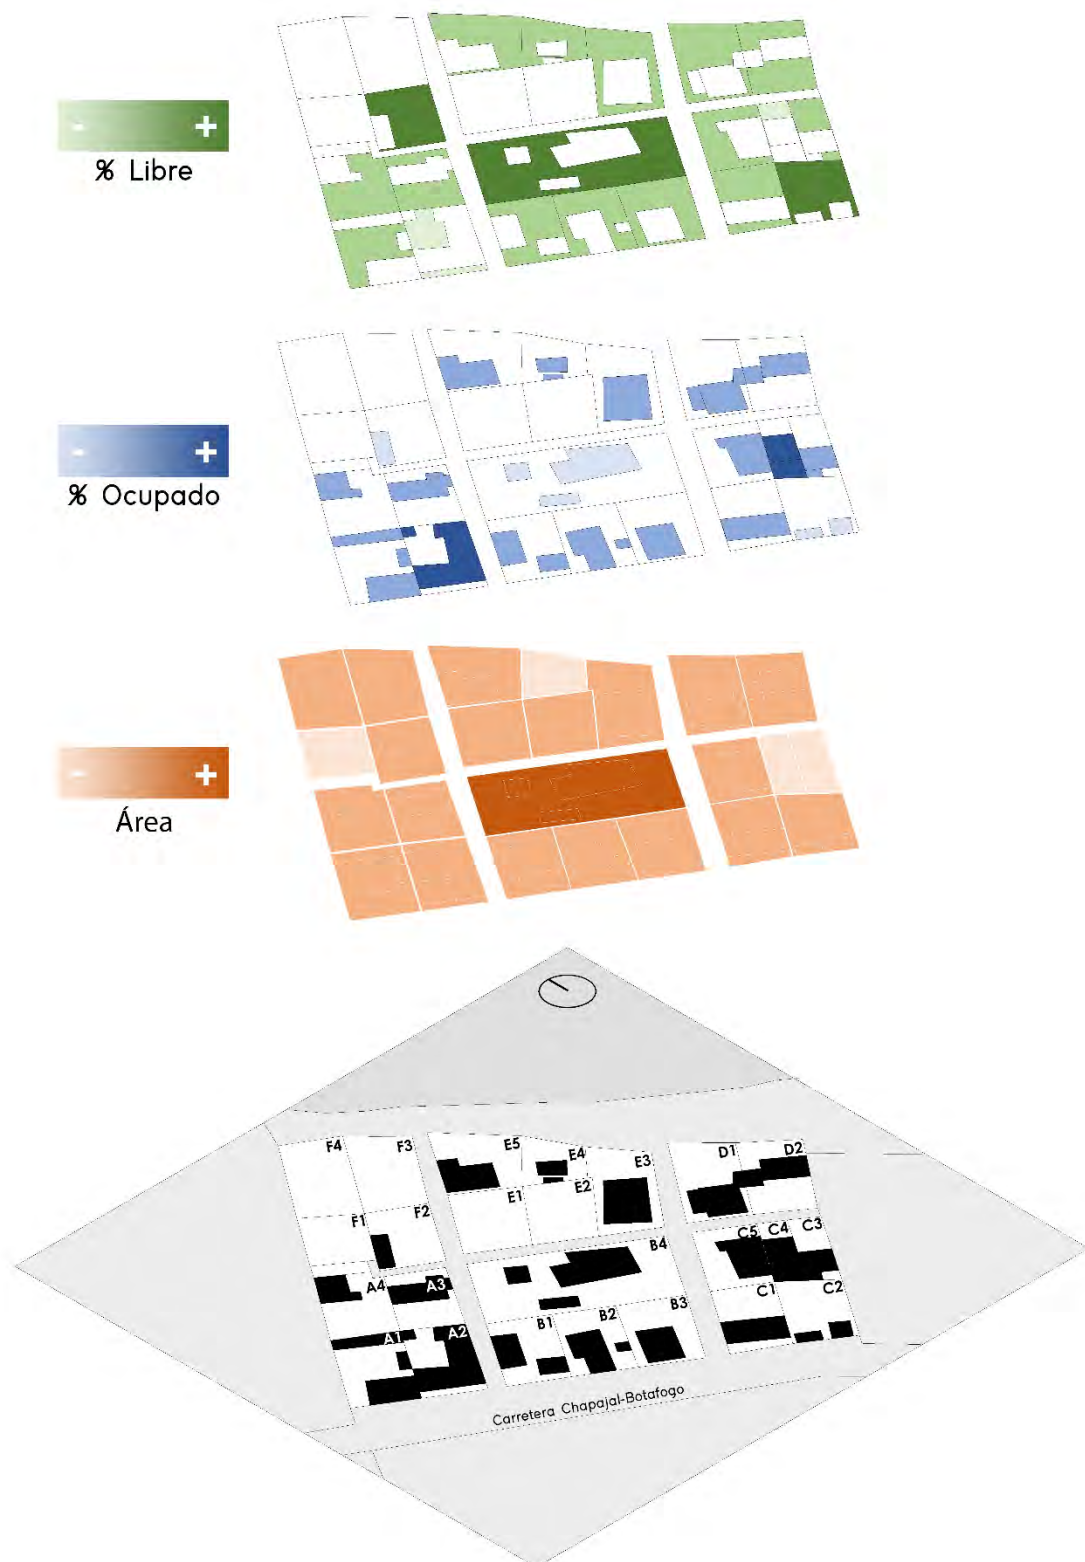 - +
% Libre
- +
% Ocupado
- +
Área
F4 F3 E5 E4 E3 D1 D2
F1 F2 E1 E2 C5 C4 C3
A4 A3 B4 C1 C2
A1 A2 B1 B2 B3
Carretera Chapajal-Botafogo